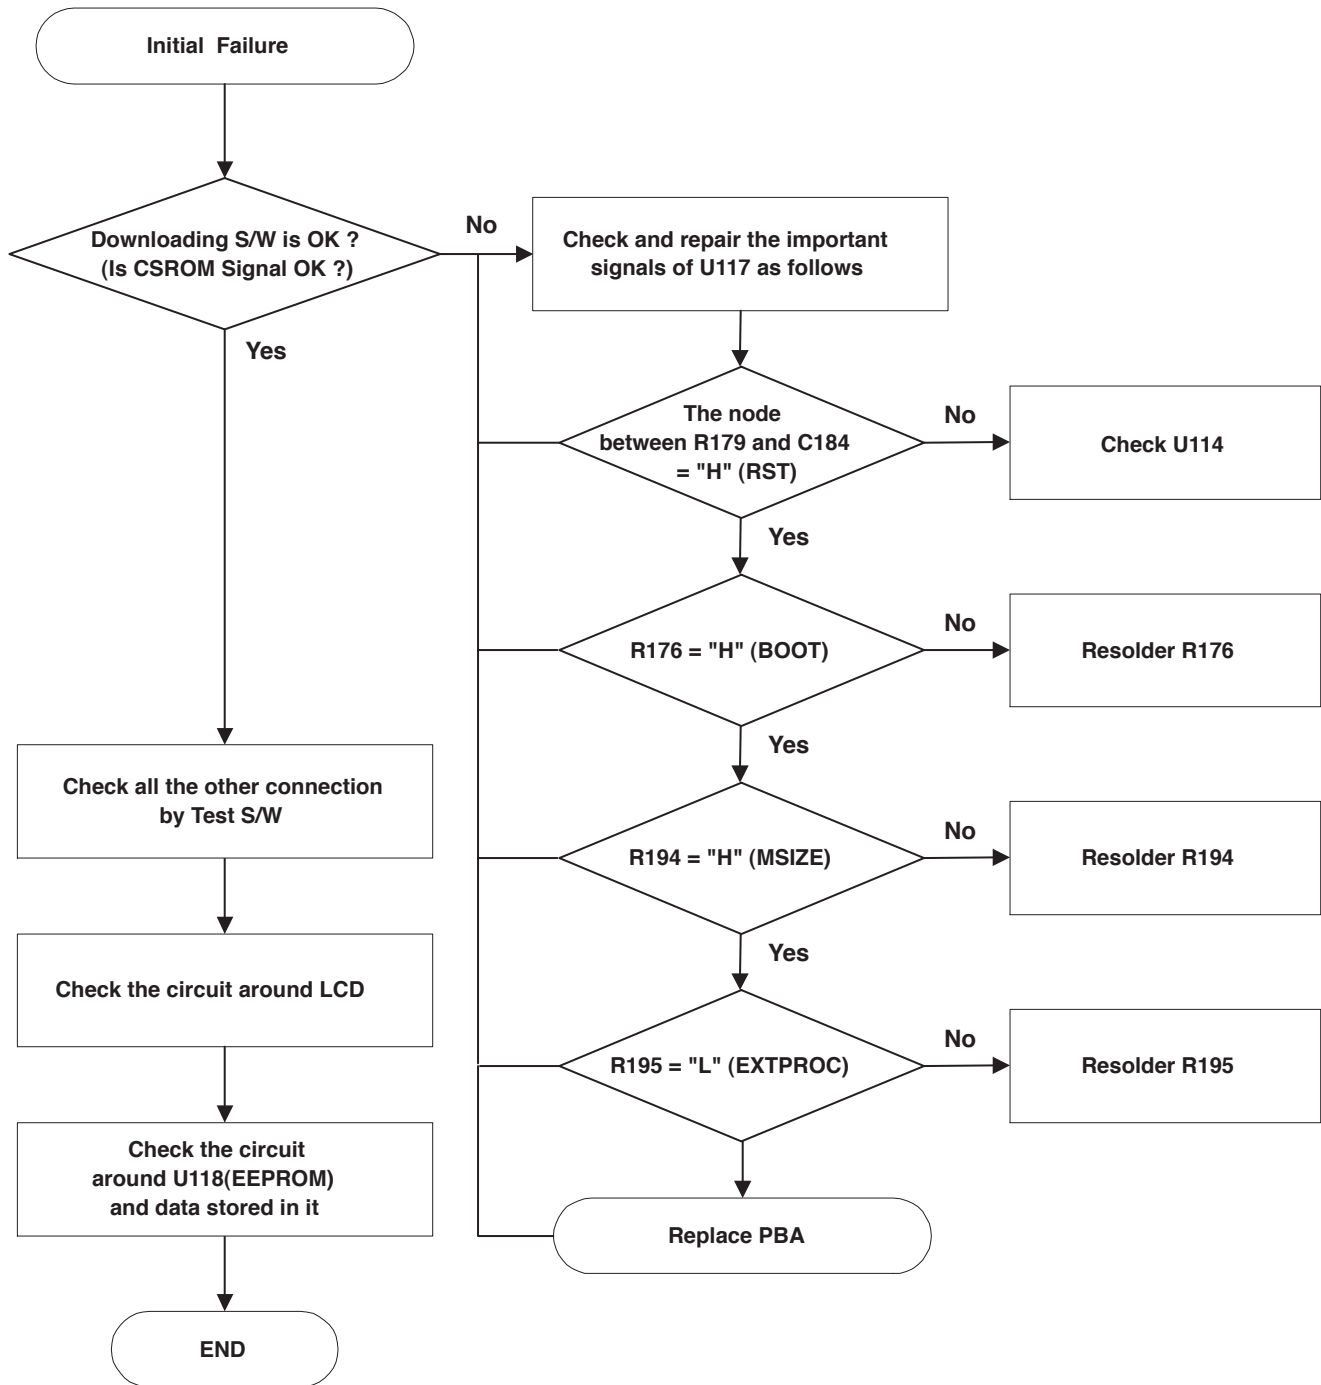 Initial Failure
Downloading S/W is OK ?
(Is CSROM Signal OK ?)
No
Yes
Check and repair the important
signals of U117 as follows
The node
between R179 and C184
= "H" (RST)
No
Check U114
Yes
R176 = "H" (BOOT)
No
Resolder R176
Yes
R194 = "H" (MSIZE)
No
Resolder R194
Yes
R195 = "L" (EXTPROC)
No
Resolder R195
Replace PBA
Check all the other connection
by Test S/W
Check the circuit around LCD
Check the circuit
around U118(EEPROM)
and data stored in it
END